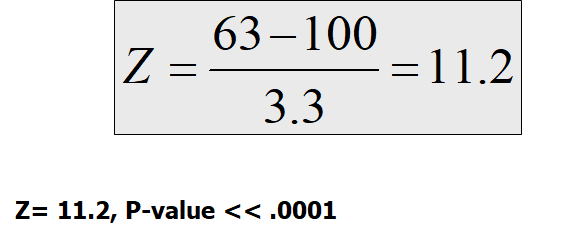 Z = 63 – 100 / 3.3 = 11.2
Z= 11.2, P-value << .0001